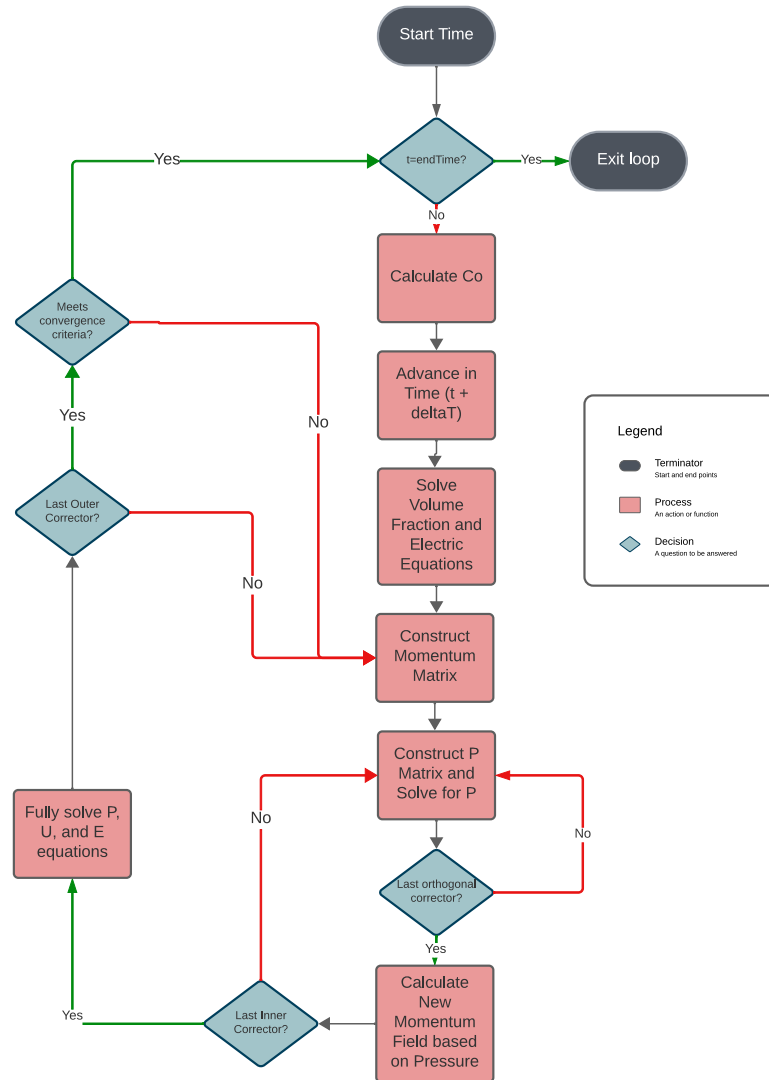 Start Time
t=endTime?
Yes
Exit loop
Yes
No
Calculate Co
Meets
convergence
criteria?
Advance in
Time (t +
deltaT)
No
Yes
Last Outer
Corrector?
Solve
Volume
Fraction and
Electric
Equations
No
Construct
Momentum
Matrix
Construct P
Matrix and
Solve for P
No
No
Fully solve P,
U, and E
equations
Last orthogonal
corrector?
Yes
Calculate
New
Momentum
Field based
on Pressure
Last Inner
Corrector?
Yes
Legend
Terminator
Start and end points
Process
An action or function
Decision
A question to be answered